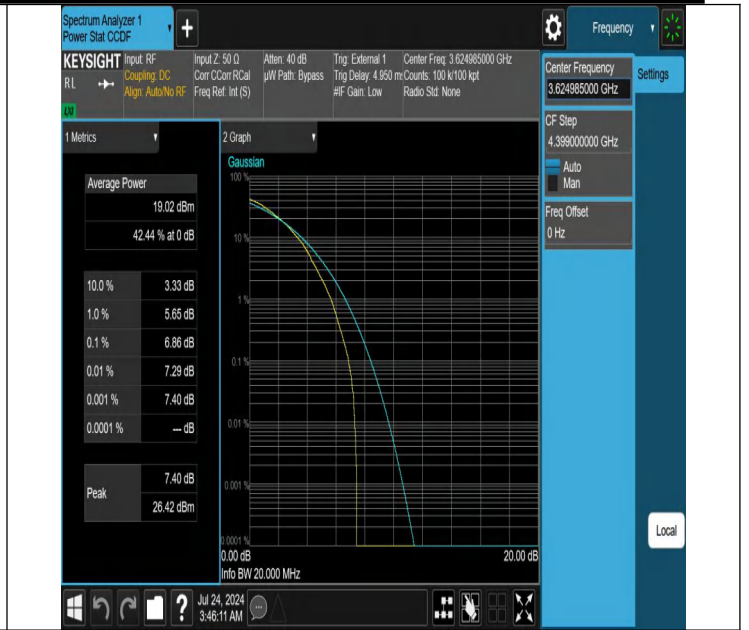 Spectrum Analyzer 1
Power Stat CCDF
Frequency
KEYSIGHT
RL
LXI
Input: RF
Coupling: DC
Align: Auto/No RF
Input Z: 50 Ω
Corr CCorr RCal
Freq Ref: Int (S)
Atten: 40 dB
µW Path: Bypass
Trig: External 1
Trig Delay: 4.950 ms
#IF Gain: Low
Center Freq: 3.624985000 GHz
Counts: 100 k/100 kpt
Radio Std: None
Center Frequency
3.624985000 GHz
Settings
CF Step
4.399000000 GHz
Auto
Man
Freq Offset
0 Hz
1 Metrics
Average Power
19.02 dBm
42.44 % at 0 dB
10.0 % 3.33 dB
1.0 % 5.65 dB
0.1 % 6.86 dB
0.01 % 7.29 dB
0.001 % 7.40 dB
0.0001 % --- dB
Peak
7.40 dB
26.42 dBm
2 Graph
Gaussian
100 %
10 %
1 %
0.1 %
0.01 %
0.001 %
0.0001 %
0.00 dB
20.00 dB
Info BW 20.000 MHz
Local
?
Jul 24, 2024
3:46:11 AM